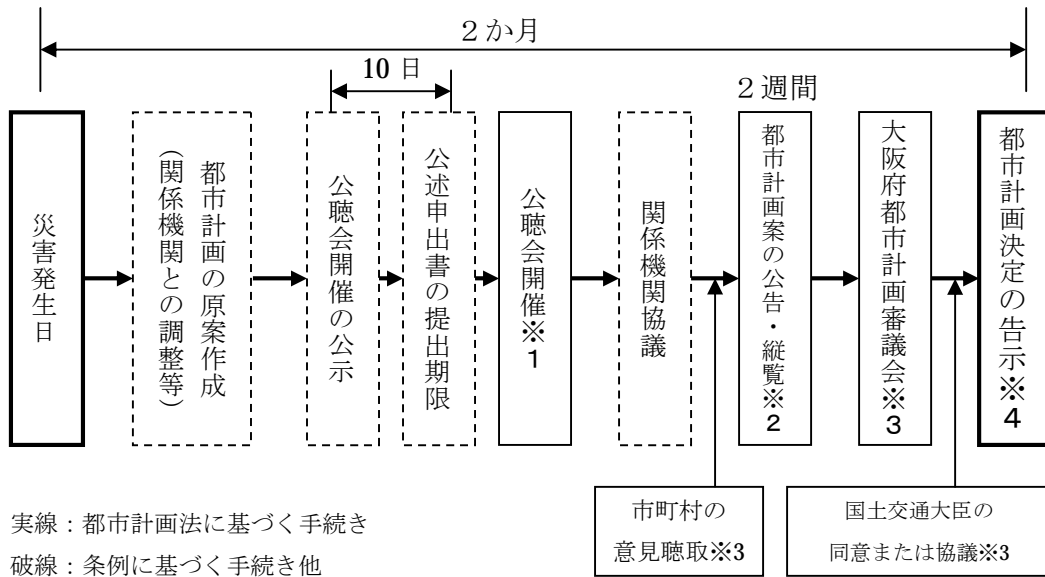 ２か月
10 日
２週間
災害発生日
都市計画の原案作成
（関係機関との調整等）
公聴会開催の公示
公述申出書の提出期限
公聴会開催※１
関係機関協議
都市計画案の公告・縦覧※２
大阪府都市計画審議会※３
都市計画決定の告示※４
市町村の
意見聴取※3
国土交通大臣の
同意または協議※3
実線：都市計画法に基づく手続き
破線：条例に基づく手続き他